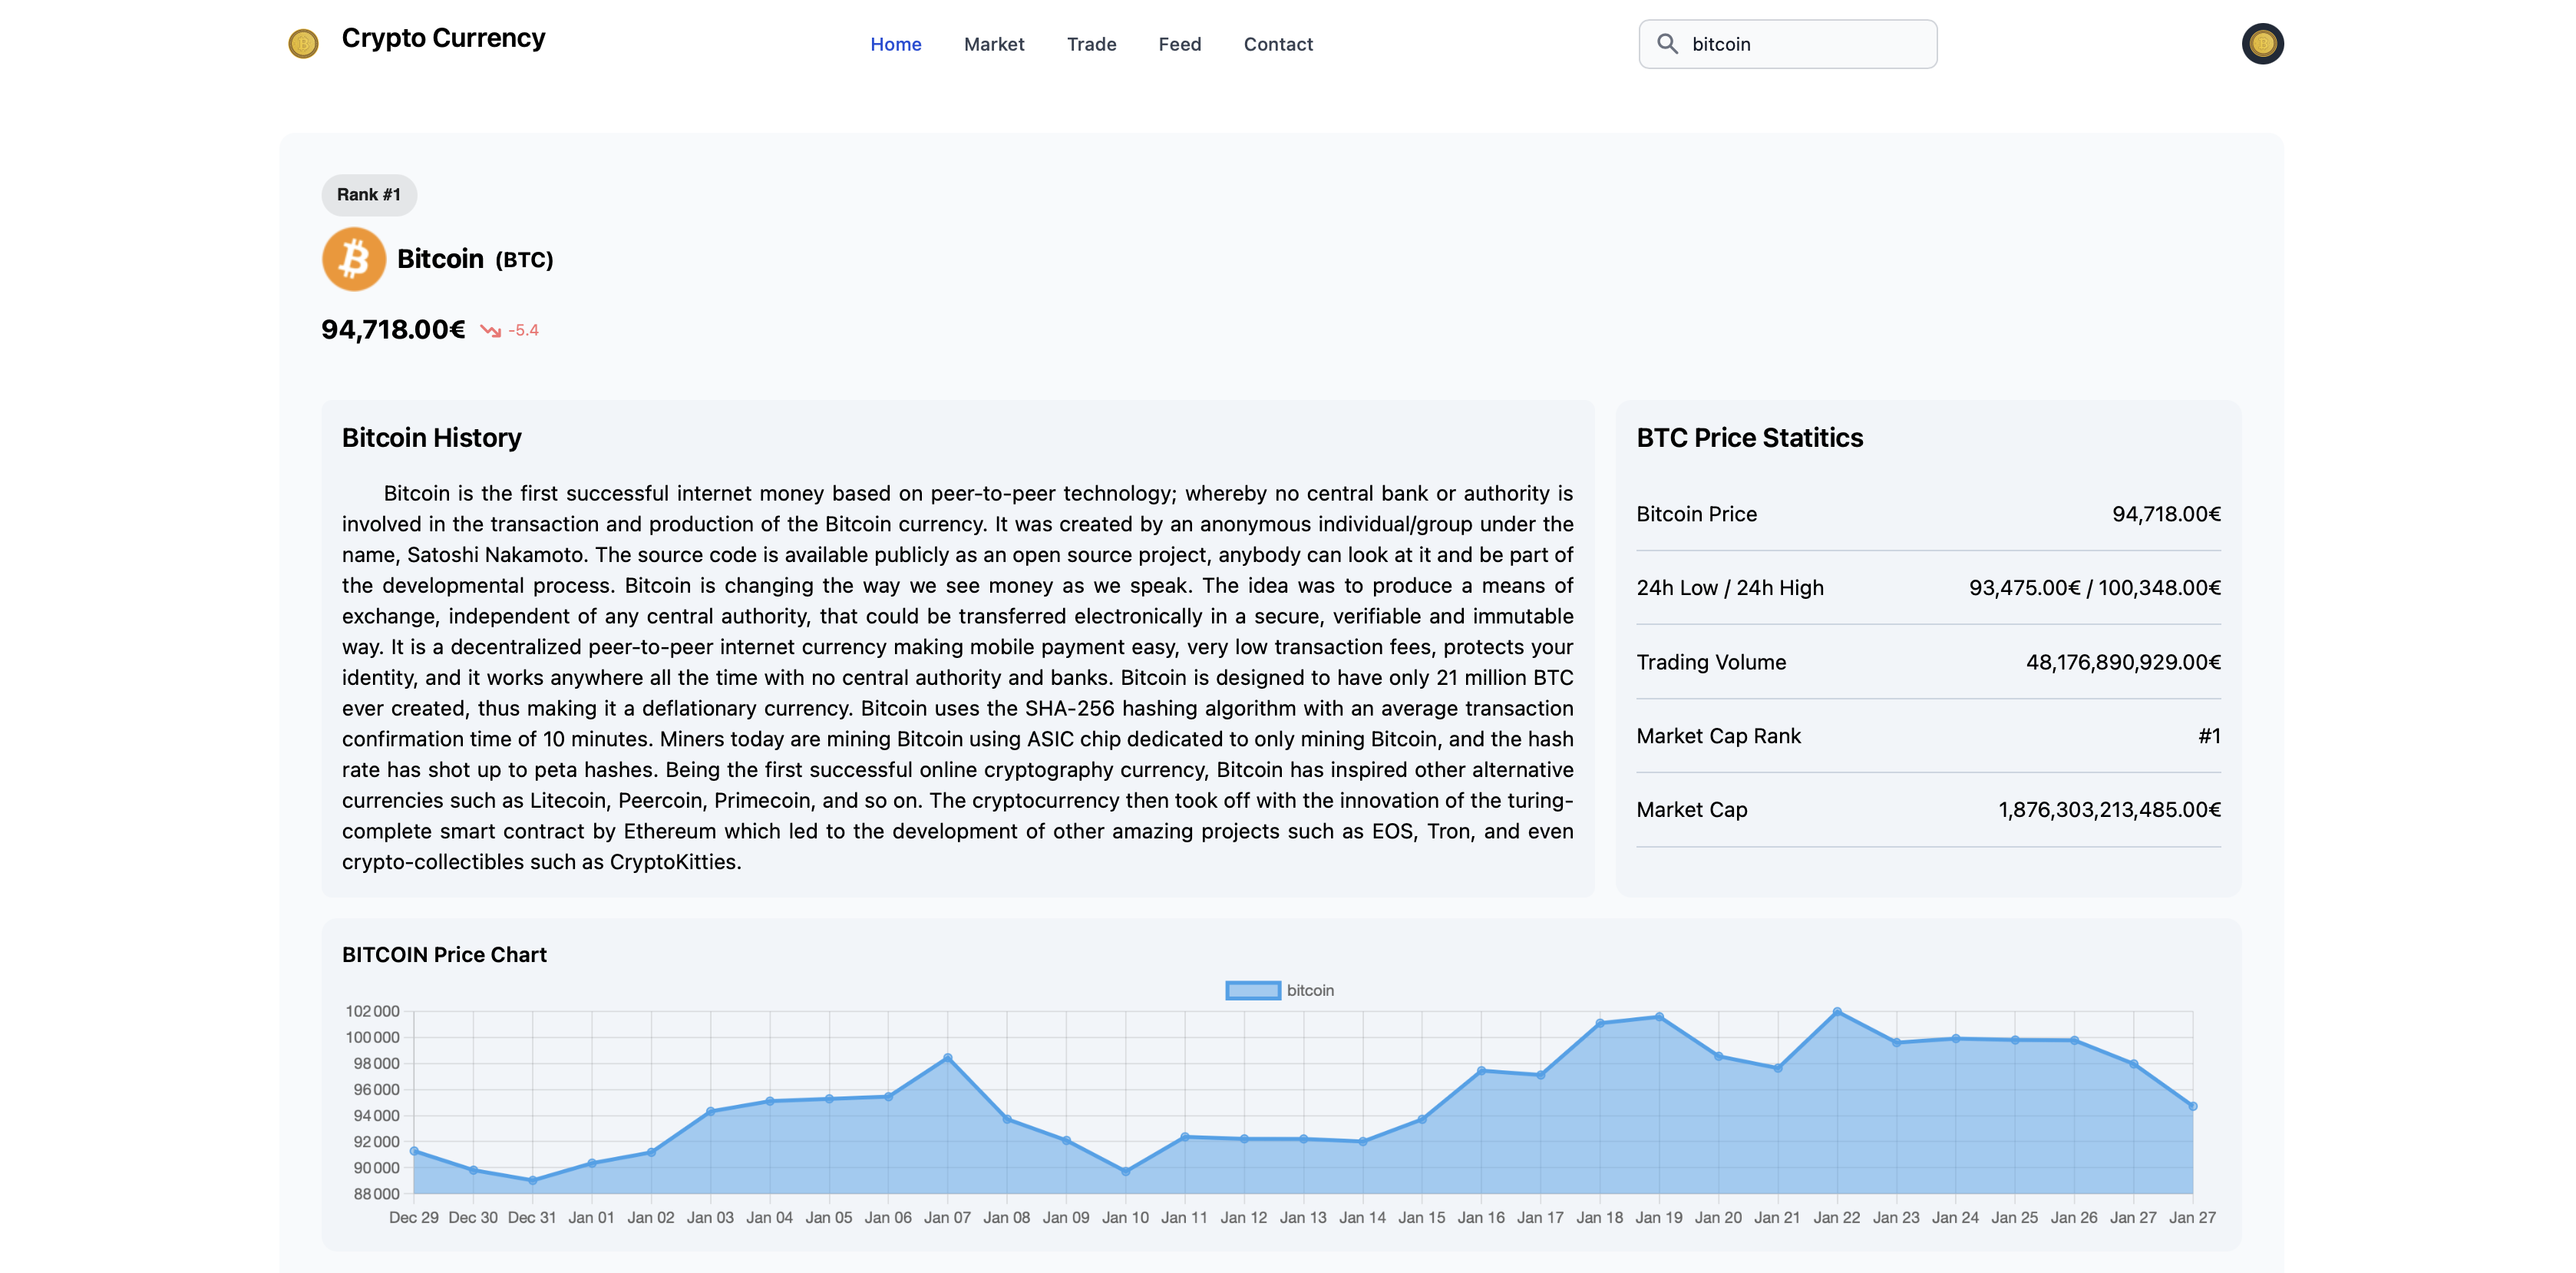 Crypto Currency
Home Market Trade Feed Contact
bitcoin
Rank #1
Bitcoin (BTC)
94,718.00€ -5.4
Bitcoin History
Bitcoin is the first successful internet money based on peer-to-peer technology; whereby no central bank or authority is
involved in the transaction and production of the Bitcoin currency. It was created by an anonymous individual/group under the
name, Satoshi Nakamoto. The source code is available publicly as an open source project, anybody can look at it and be part of
the developmental process. Bitcoin is changing the way we see money as we speak. The idea was to produce a means of
exchange, independent of any central authority, that could be transferred electronically in a secure, verifiable and immutable
way. It is a decentralized peer-to-peer internet currency making mobile payment easy, very low transaction fees, protects your
identity, and it works anywhere all the time with no central authority and banks. Bitcoin is designed to have only 21 million BTC
ever created, thus making it a deflationary currency. Bitcoin uses the SHA-256 hashing algorithm with an average transaction
confirmation time of 10 minutes. Miners today are mining Bitcoin using ASIC chip dedicated to only mining Bitcoin, and the hash
rate has shot up to peta hashes. Being the first successful online cryptography currency, Bitcoin has inspired other alternative
currencies such as Litecoin, Peercoin, Primecoin, and so on. The cryptocurrency then took off with the innovation of the turing-
complete smart contract by Ethereum which led to the development of other amazing projects such as EOS, Tron, and even
crypto-collectibles such as CryptoKitties.
BTC Price Statitics
Bitcoin Price 94,718.00€
24h Low / 24h High 93,475.00€ / 100,348.00€
Trading Volume 48,176,890,929.00€
Market Cap Rank #1
Market Cap 1,876,303,213,485.00€
BITCOIN Price Chart
bitcoin
102 000
100 000
98 000
96 000
94 000
92 000
90 000
88 000
Dec 29 Dec 30 Dec 31 Jan 01 Jan 02 Jan 03 Jan 04 Jan 05 Jan 06 Jan 07 Jan 08 Jan 09 Jan 10 Jan 11 Jan 12 Jan 13 Jan 14 Jan 15 Jan 16 Jan 17 Jan 18 Jan 19 Jan 20 Jan 21 Jan 22 Jan 23 Jan 24 Jan 25 Jan 26 Jan 27 Jan 27